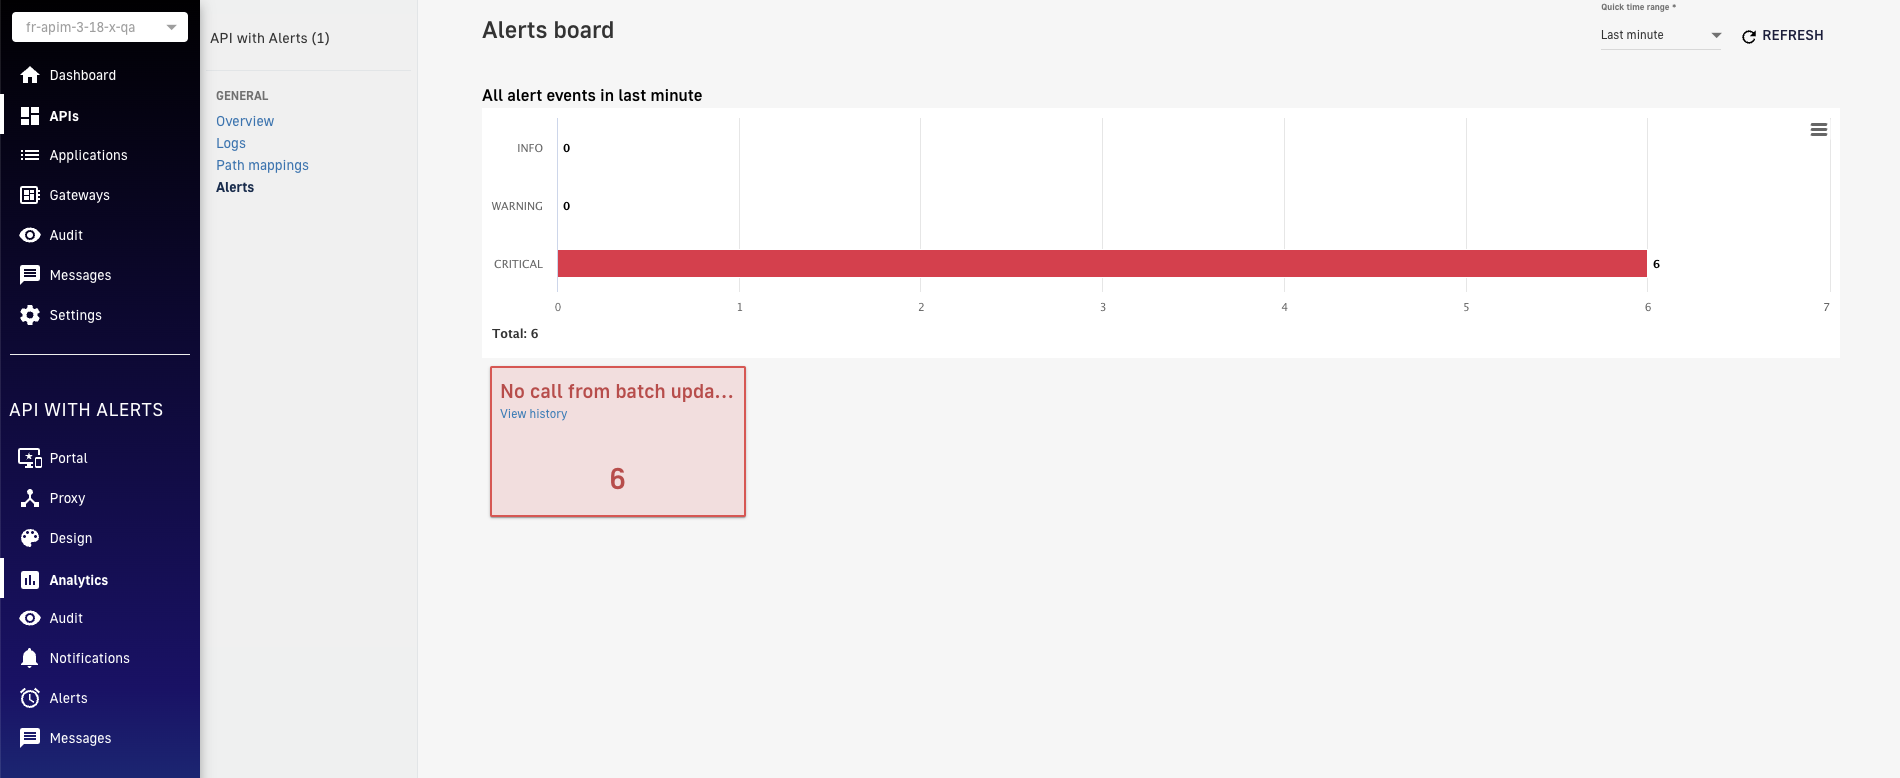 fr-apim-3-18-x-qa
Dashboard
APIs
Applications
Gateways
Audit
Messages
Settings
API WITH ALERTS
Portal
Proxy
Design
Analytics
Audit
Notifications
Alerts
Messages
API with Alerts (1)
GENERAL
Overview
Logs
Path mappings
Alerts
Alerts board
Quick time range *
Last minute
REFRESH
All alert events in last minute
INFO 0
WARNING 0
CRITICAL 6
0 1 2 3 4 5 6 7
Total: 6
No call from batch upda...
View history
6